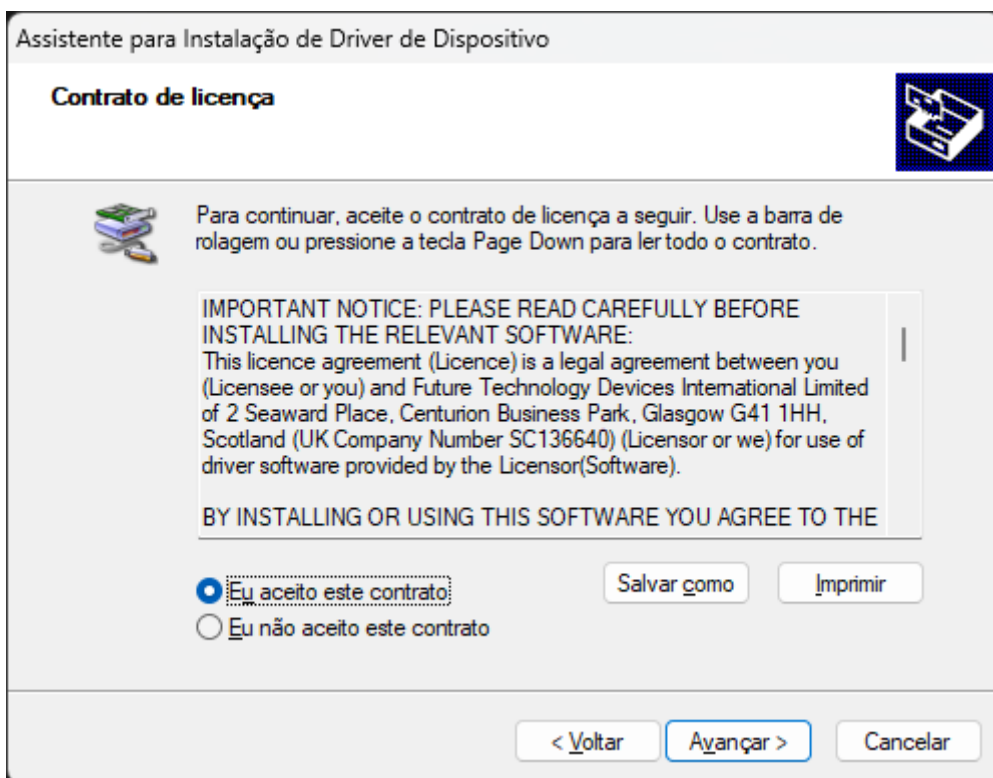 Assistente para Instalação de Driver de Dispositivo
Contrato de licença
Para continuar, aceite o contrato de licença a seguir. Use a barra de
rolagem ou pressione a tecla Page Down para ler todo o contrato.
IMPORTANT NOTICE: PLEASE READ CAREFULLY BEFORE
INSTALLING THE RELEVANT SOFTWARE:
This licence agreement (Licence) is a legal agreement between you
(Licensee or you) and Future Technology Devices International Limited
of 2 Seaward Place, Centurion Business Park, Glasgow G41 1HH,
Scotland (UK Company Number SC136640) (Licensor or we) for use of
driver software provided by the Licensor(Software).
BY INSTALLING OR USING THIS SOFTWARE YOU AGREE TO THE
Eu aceito este contrato
Salvar como
Imprimir
Eu não aceito este contrato
< Voltar
Avançar >
Cancelar